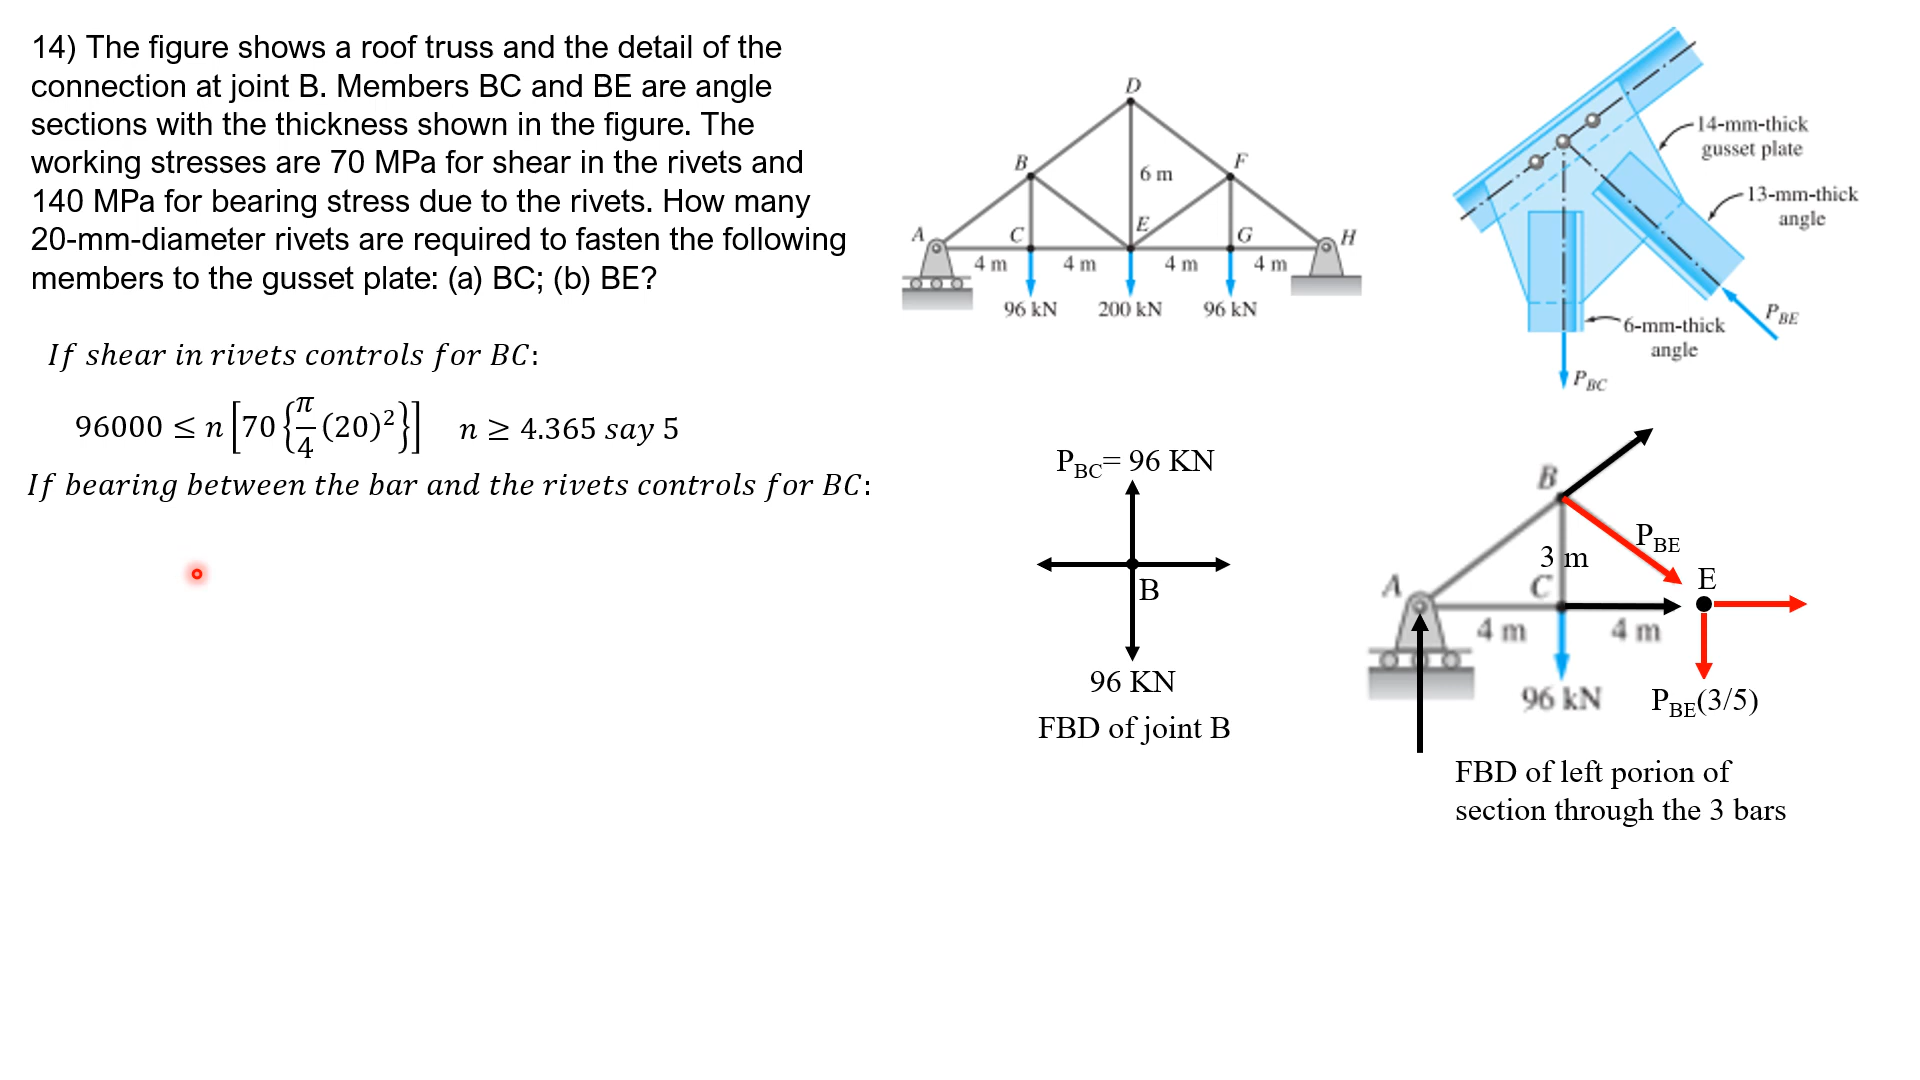 14) The figure shows a roof truss and the detail of the
connection at joint B. Members BC and BE are angle
sections with the thickness shown in the figure. The
working stresses are 70 MPa for shear in the rivets and
140 MPa for bearing stress due to the rivets. How many
20-mm-diameter rivets are required to fasten the following
members to the gusset plate: (a) BC; (b) BE?
If shear in rivets controls for BC:
96000 ≤ n[70{π/4(20)²}] n ≥ 4.365 say 5
If bearing between the bar and the rivets controls for BC:
D
B
6 m
F
A
C
E
G
H
4 m
4 m
4 m
4 m
96 kN
200 kN
96 kN
14-mm-thick
gusset plate
13-mm-thick
angle
P_BE
6-mm-thick
angle
P_BC
P_BC= 96 KN
B
96 KN
FBD of joint B
B
P_BE
3 m
A
C
E
4 m
4 m
96 kN
P_BE(3/5)
FBD of left porion of
section through the 3 bars